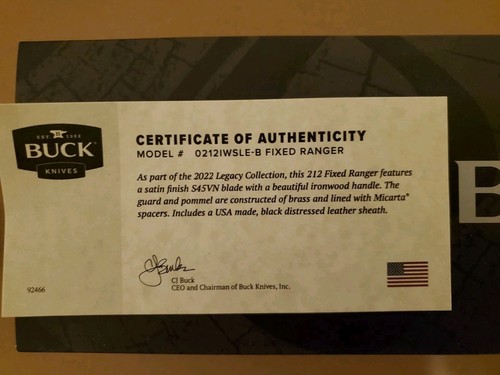 EST 1902
BUCK
KNIVES
CERTIFICATE OF AUTHENTICITY
MODEL # 0212IWSLE-B FIXED RANGER
As part of the 2022 Legacy Collection, this 212 Fixed Ranger features
a satin finish S45VN blade with a beautiful ironwood handle. The
guard and pommel are constructed of brass and lined with Micarta®
spacers. Includes a USA made, black distressed leather sheath.
CJ Buck
CEO and Chairman of Buck Knives, Inc.
92466
B